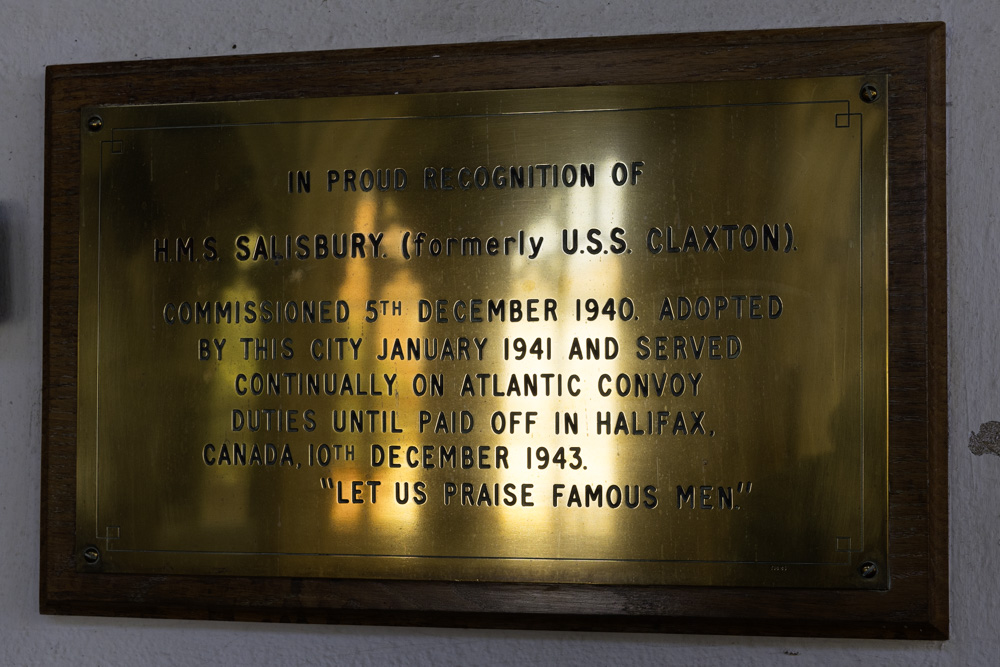 IN PROUD RECOGNITION OF
H.M.S. SALISBURY. (formerly U.S.S. CLAXTON).
COMMISSIONED 5TH DECEMBER 1940. ADOPTED
BY THIS CITY JANUARY 1941 AND SERVED
CONTINUALLY ON ATLANTIC CONVOY
DUTIES UNTIL PAID OFF IN HALIFAX,
CANADA, 10TH DECEMBER 1943.
"LET US PRAISE FAMOUS MEN."